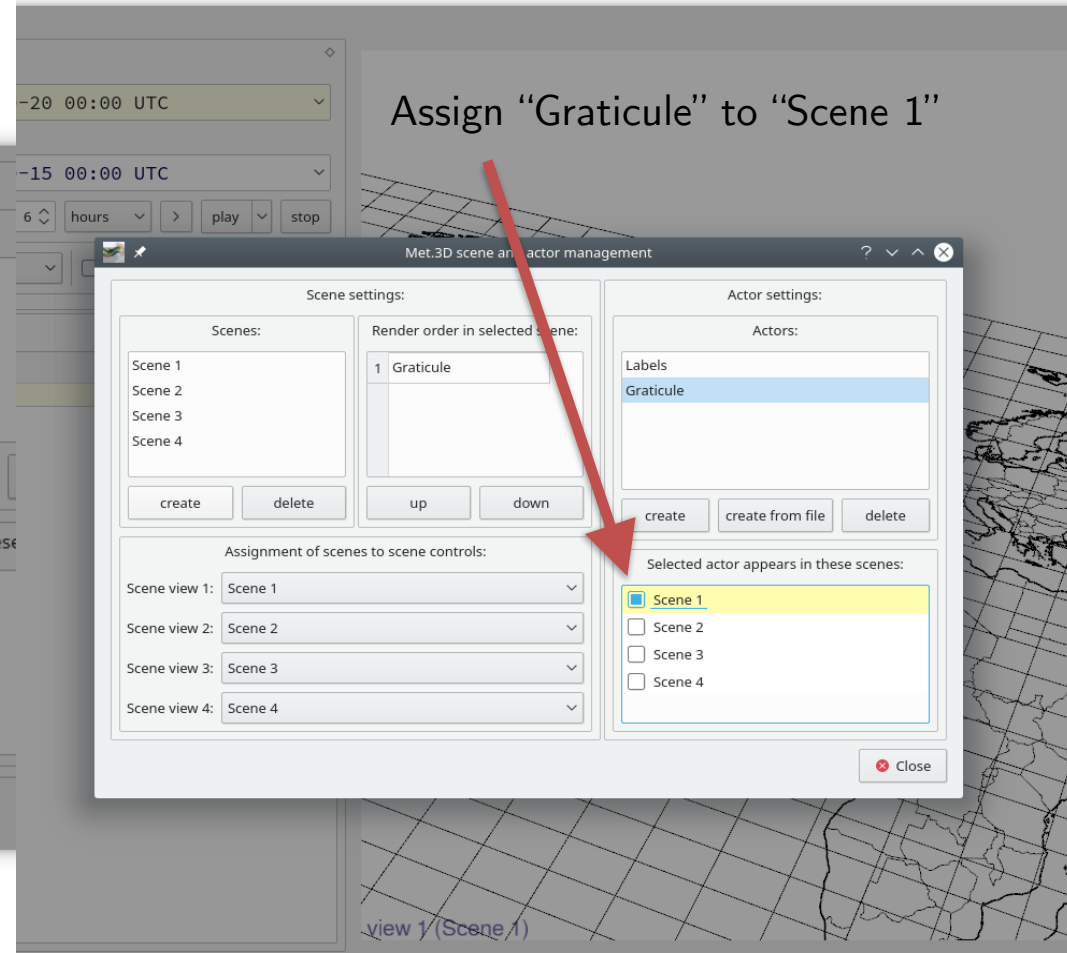 -20 00:00 UTC
Assign “Graticule” to “Scene 1”
-15 00:00 UTC
6 hours > play stop
Met.3D scene and actor management
Scene settings:
Actor settings:
Scenes:
Render order in selected scene:
Actors:
Scene 1
Scene 2
Scene 3
Scene 4
1 Graticule
Labels
Graticule
create delete
up down
create create from file delete
Assignment of scenes to scene controls:
Scene view 1: Scene 1
Scene view 2: Scene 2
Scene view 3: Scene 3
Scene view 4: Scene 4
Selected actor appears in these scenes:
Scene 1
Scene 2
Scene 3
Scene 4
Close
view 1 (Scene 1)